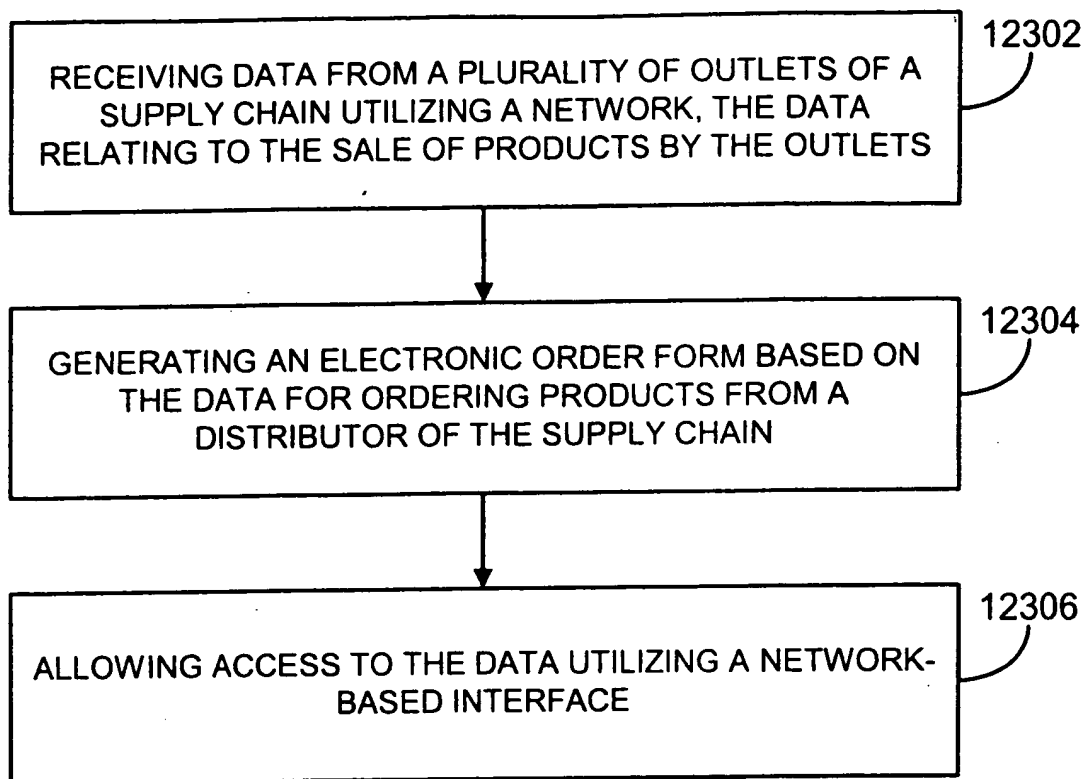 12302
RECEIVING DATA FROM A PLURALITY OF OUTLETS OF A
SUPPLY CHAIN UTILIZING A NETWORK, THE DATA
RELATING TO THE SALE OF PRODUCTS BY THE OUTLETS
12304
GENERATING AN ELECTRONIC ORDER FORM BASED ON
THE DATA FOR ORDERING PRODUCTS FROM A
DISTRIBUTOR OF THE SUPPLY CHAIN
12306
ALLOWING ACCESS TO THE DATA UTILIZING A NETWORK-
BASED INTERFACE